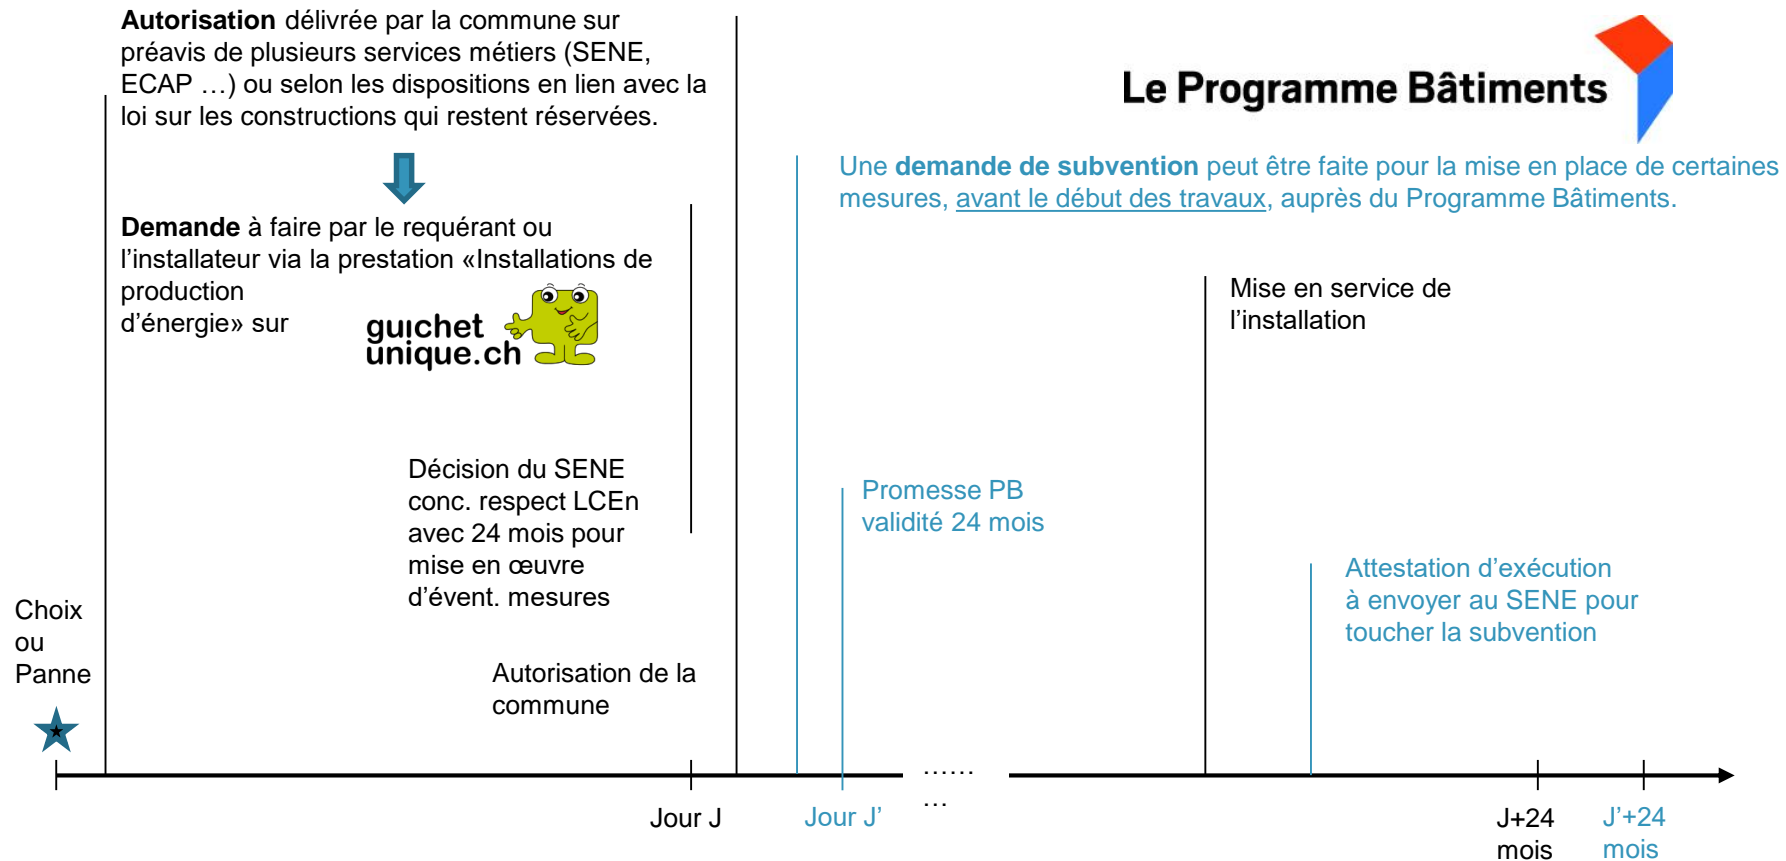 Autorisation délivrée par la commune sur
préavis de plusieurs services métiers (SENE,
ECAP …) ou selon les dispositions en lien avec la
loi sur les constructions qui restent réservées.
Le Programme Bâtiments
Une demande de subvention peut être faite pour la mise en place de certaines
mesures, avant le début des travaux, auprès du Programme Bâtiments.
Demande à faire par le requérant ou
l’installateur via la prestation «Installations de
production
d’énergie» sur
guichet
unique.ch
Mise en service de
l’installation
Décision du SENE
conc. respect LCEn
avec 24 mois pour
mise en œuvre
d’évent. mesures
Promesse PB
validité 24 mois
Attestation d’exécution
à envoyer au SENE pour
toucher la subvention
Choix
ou
Panne
Autorisation de la
commune
……
…
Jour J
Jour J’
J+24
mois
J’+24
mois